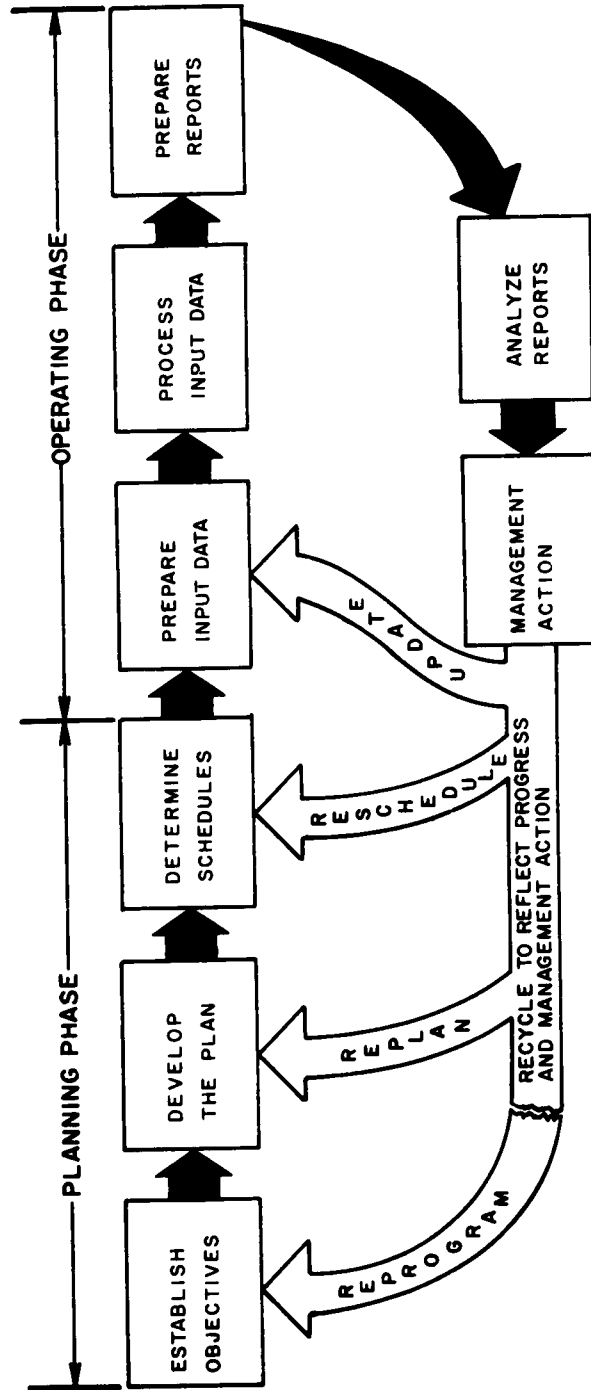 PLANNING PHASE
OPERATING PHASE
ESTABLISH
OBJECTIVES
DEVELOP
THE PLAN
DETERMINE
SCHEDULES
PREPARE
INPUT DATA
PROCESS
INPUT DATA
PREPARE
REPORTS
REPROGRAM
REPLAN
RESCHEDULE
UPDATE
RECYCLE TO REFLECT PROGRESS
AND MANAGEMENT ACTION
MANAGEMENT
ACTION
ANALYZE
REPORTS